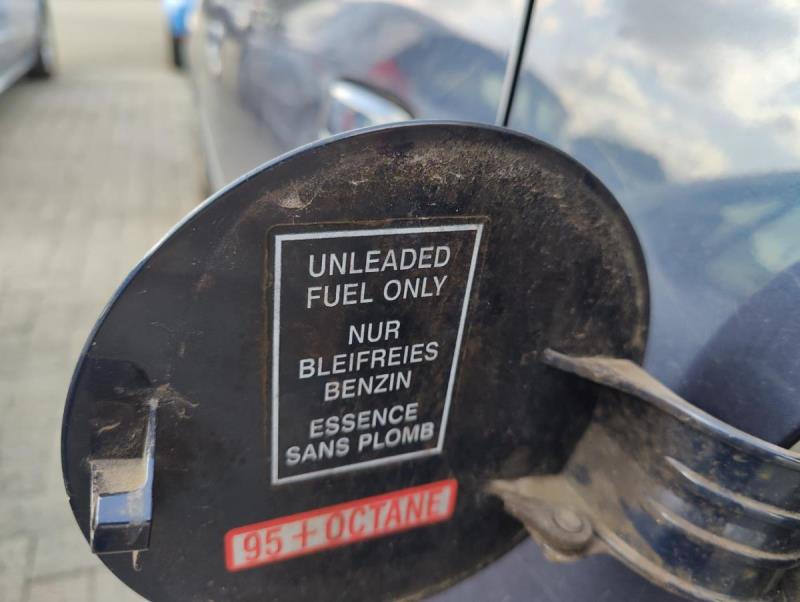 UNLEADED
FUEL ONLY
NUR
BLEIFREIES
BENZIN
ESSENCE
SANS PLOMB
95+OCTANE